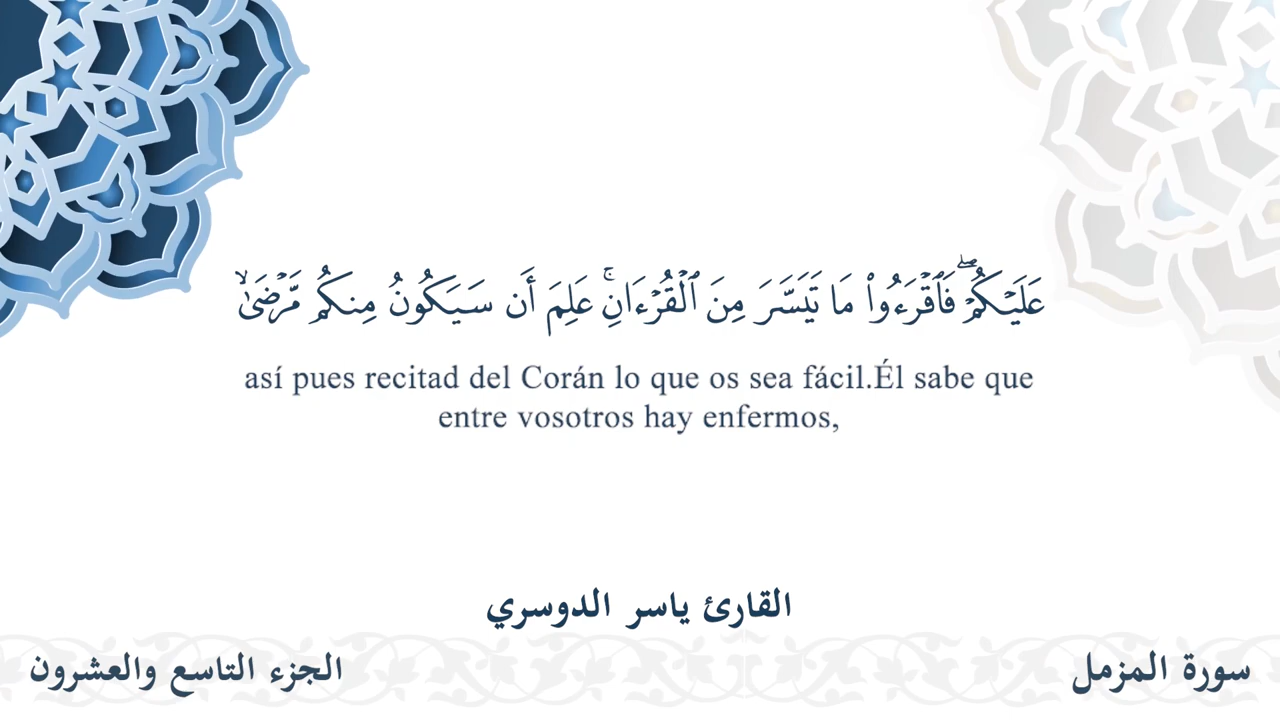 عَلَيۡكُمۡۖ فَٱقۡرَءُواْ مَا تَيَسَّرَ مِنَ ٱلۡقُرۡءَانِۚ عَلِمَ أَن سَيَكُونُ مِنكُم مَّرۡضَىٰ
así pues recitad del Corán lo que os sea fácil.Él sabe que
entre vosotros hay enfermos,
القارئ ياسر الدوسري
سورة المزمل
الجزء التاسع والعشرون